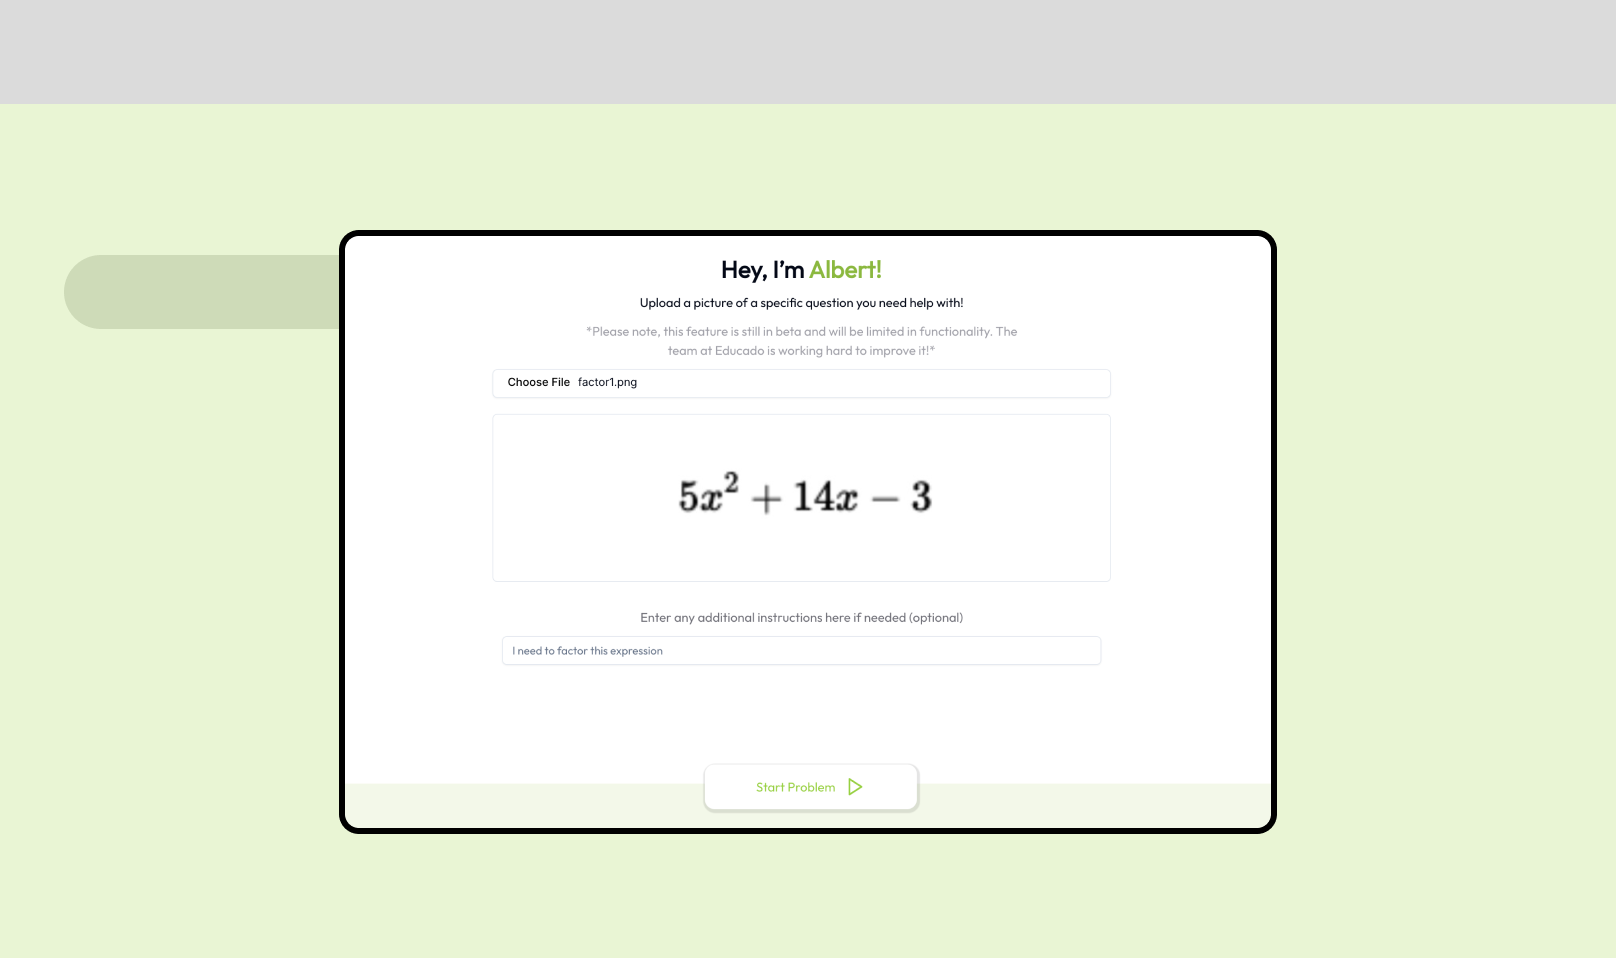 Hey, I'm Albert!
Upload a picture of a specific question you need help with!
*Please note, this feature is still in beta and will be limited in functionality. The
team at Educado is working hard to improve it!*
Choose File factor1.png
5x² + 14x − 3
Enter any additional instructions here if needed (optional)
I need to factor this expression
Start Problem